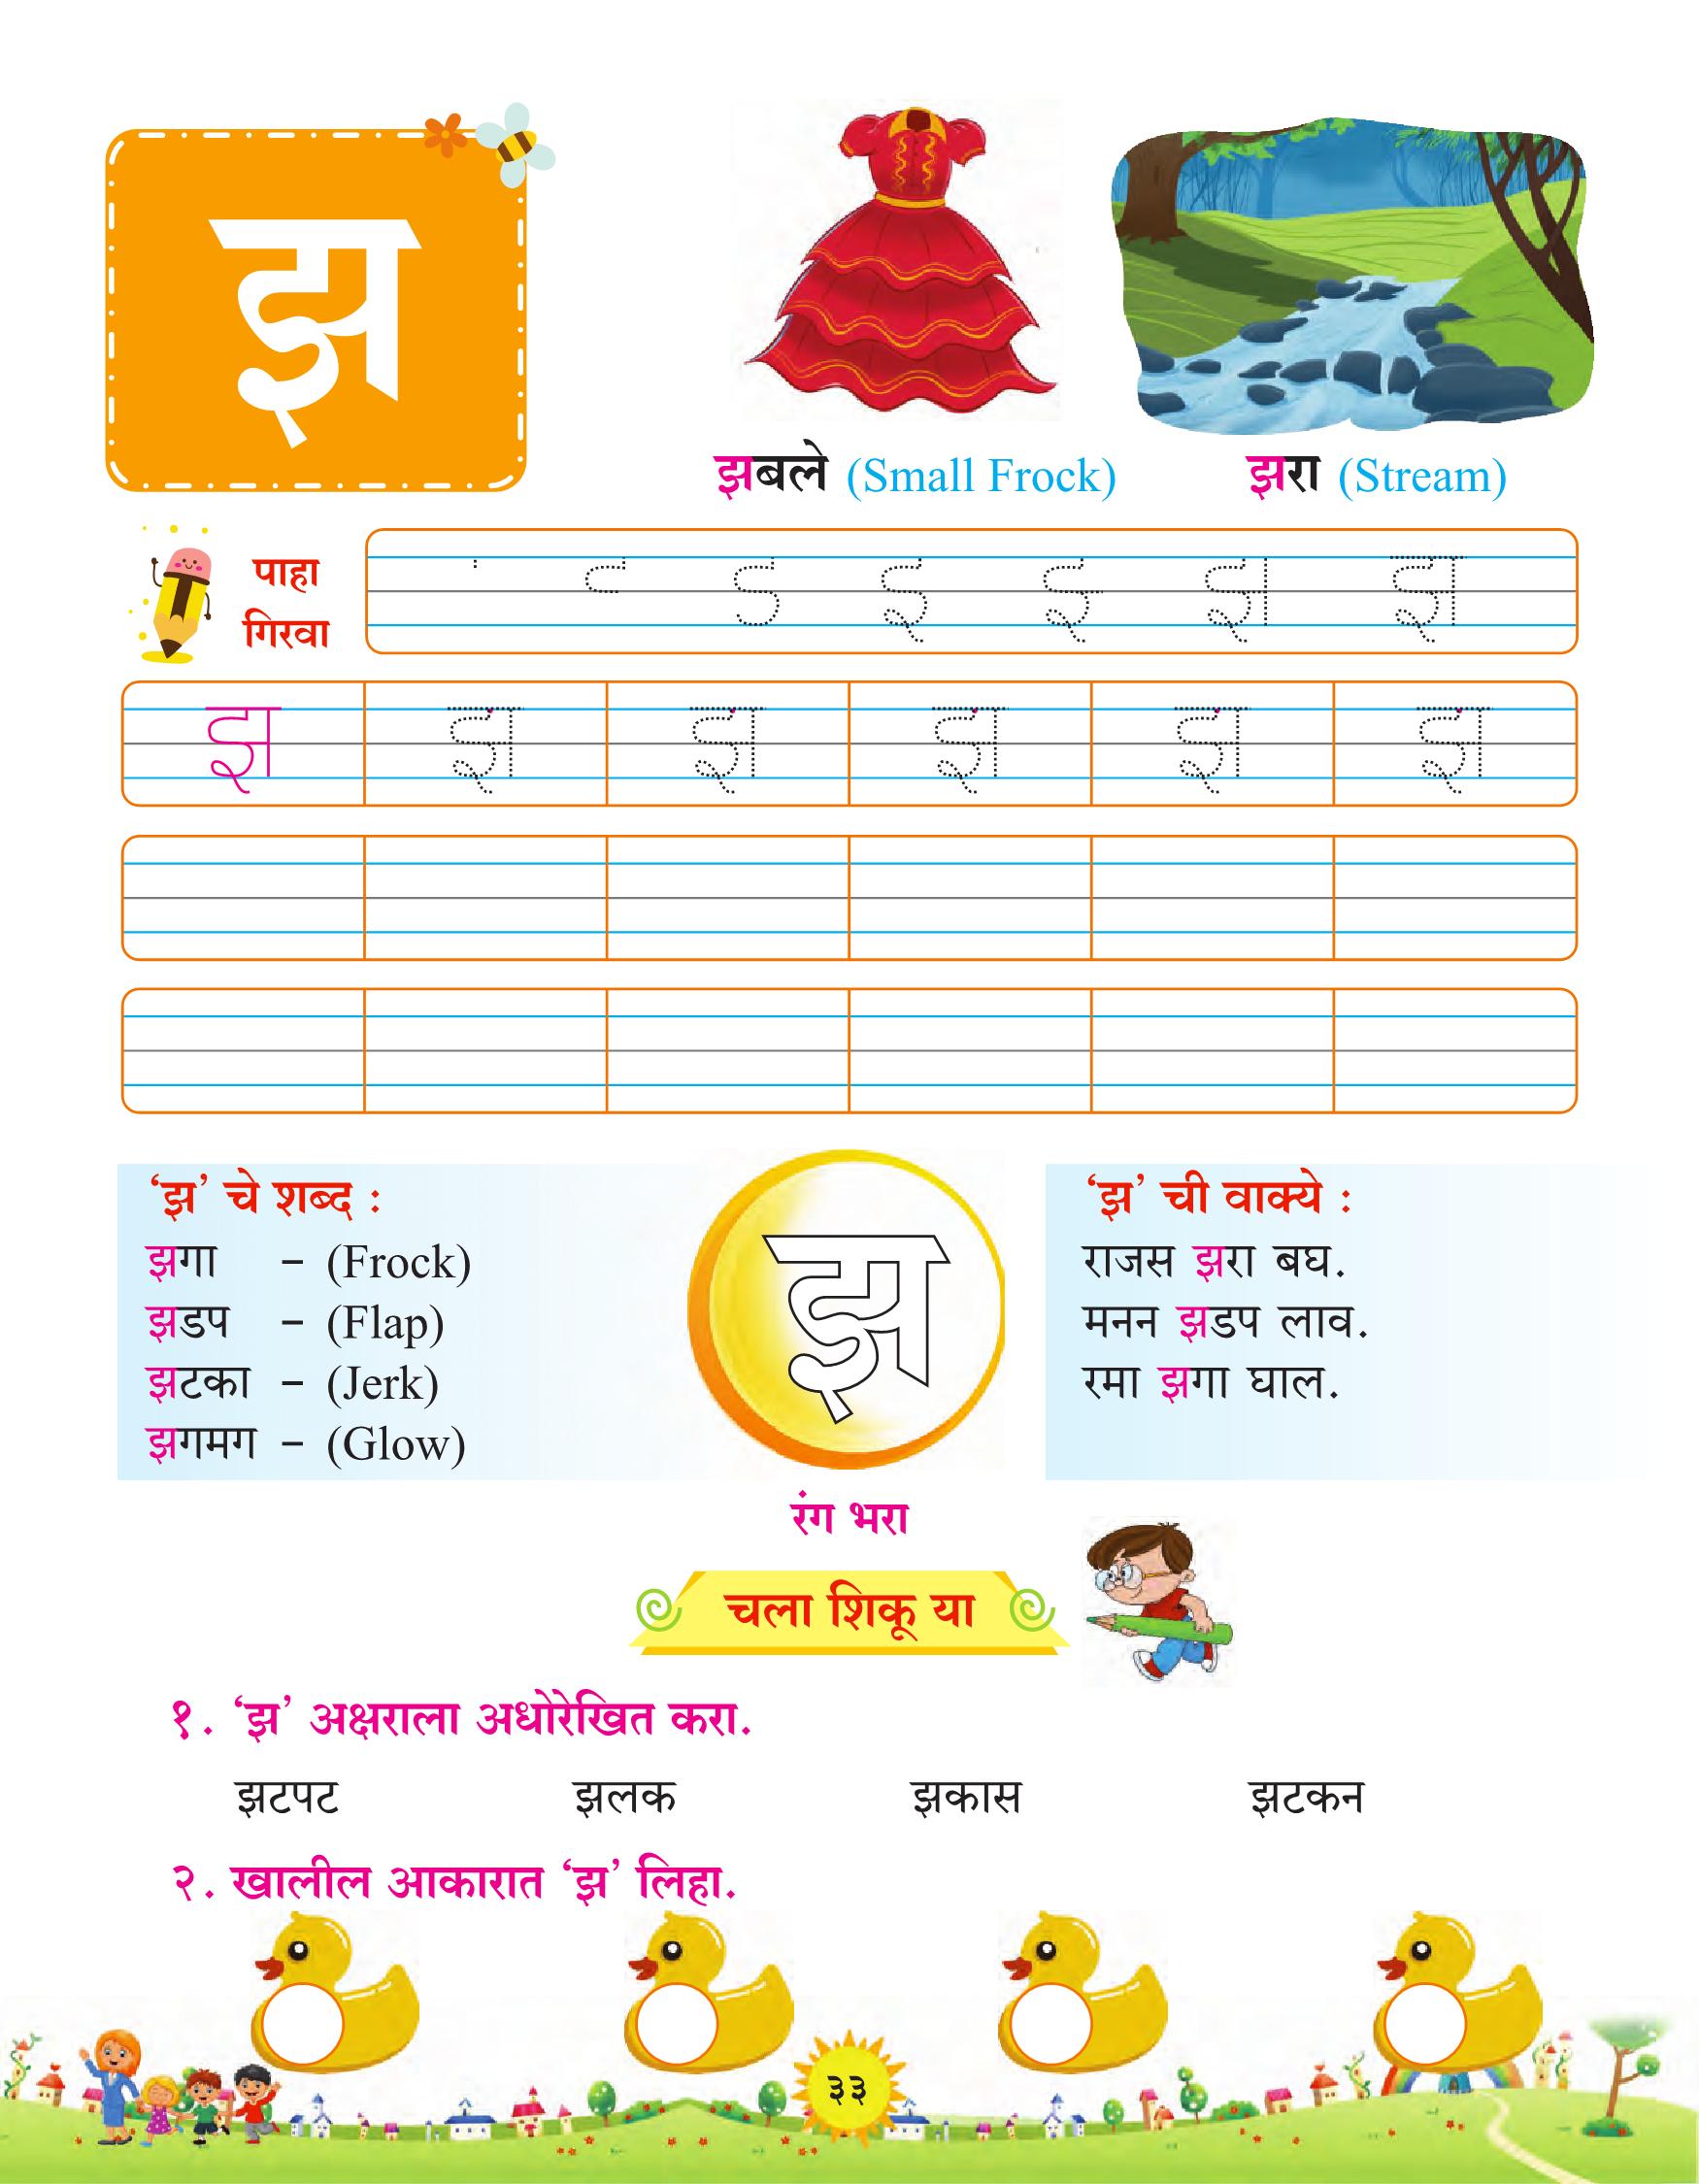 झ
झबले (Small Frock)
झरा (Stream)
पाहा
गिरवा
झ
झ झ झ झ झ झ
‘झ’ चे शब्द :
झगा – (Frock)
झडप – (Flap)
झटका – (Jerk)
झगमग – (Glow)
झ
रंग भरा
‘झ’ ची वाक्ये :
राजस झरा बघ.
मनन झडप लाव.
रमा झगा घाल.
चला शिकू या
१. ‘झ’ अक्षराला अधोरेखित करा.
झटपट झलक झकास झटकन
२. खालील आकारात ‘झ’ लिहा.
३३